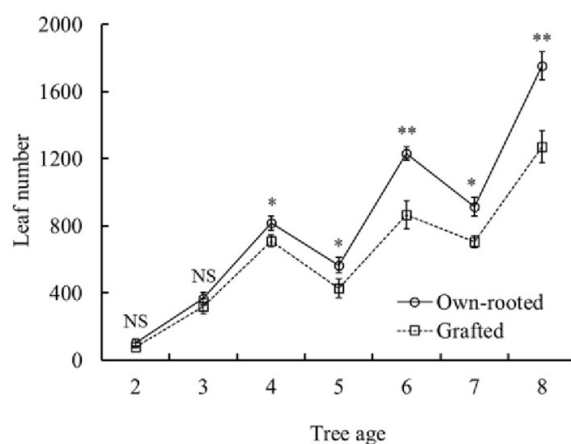 2000
1600
1200
800
400
0
Leaf number
NS
NS
*
*
**
*
**
Own-rooted
Grafted
2 3 4 5 6 7 8
Tree age